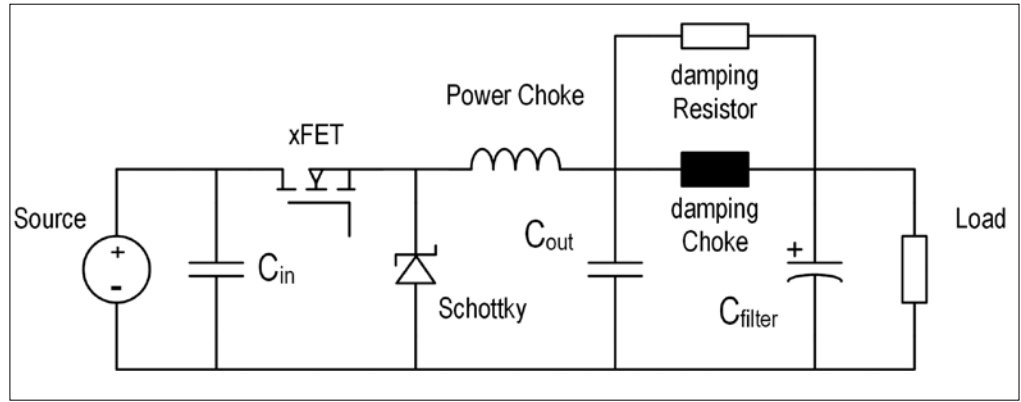 damping
Resistor
Power Choke
xFET
Source
+
-
Cin
Schottky
Cout
damping
Choke
+
Cfilter
Load